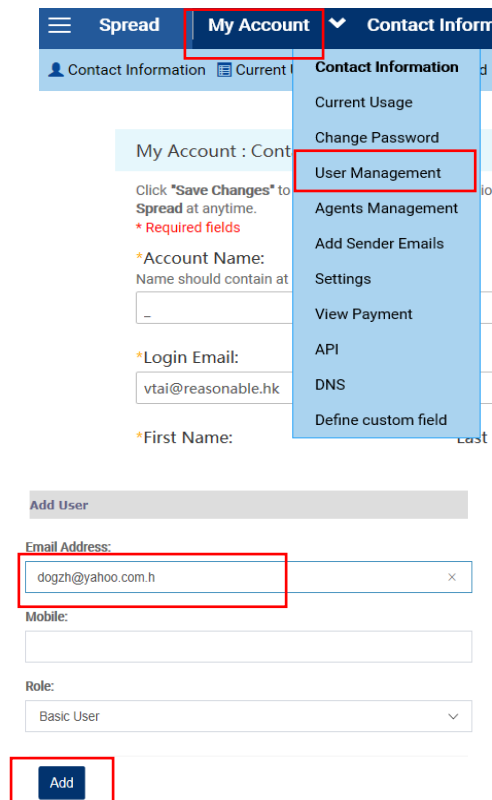 Spread My Account Contact Inform
Contact Information Current U d
Contact Information
Current Usage
Change Password
User Management
Agents Management
Add Sender Emails
Settings
View Payment
API
DNS
Define custom field
My Account : Cont
Click "Save Changes" to io
Spread at anytime.
* Required fields
*Account Name:
Name should contain at
_
*Login Email:
vtai@reasonable.hk
*First Name: Last
Add User
Email Address:
dogzh@yahoo.com.h
Mobile:
Role:
Basic User
Add